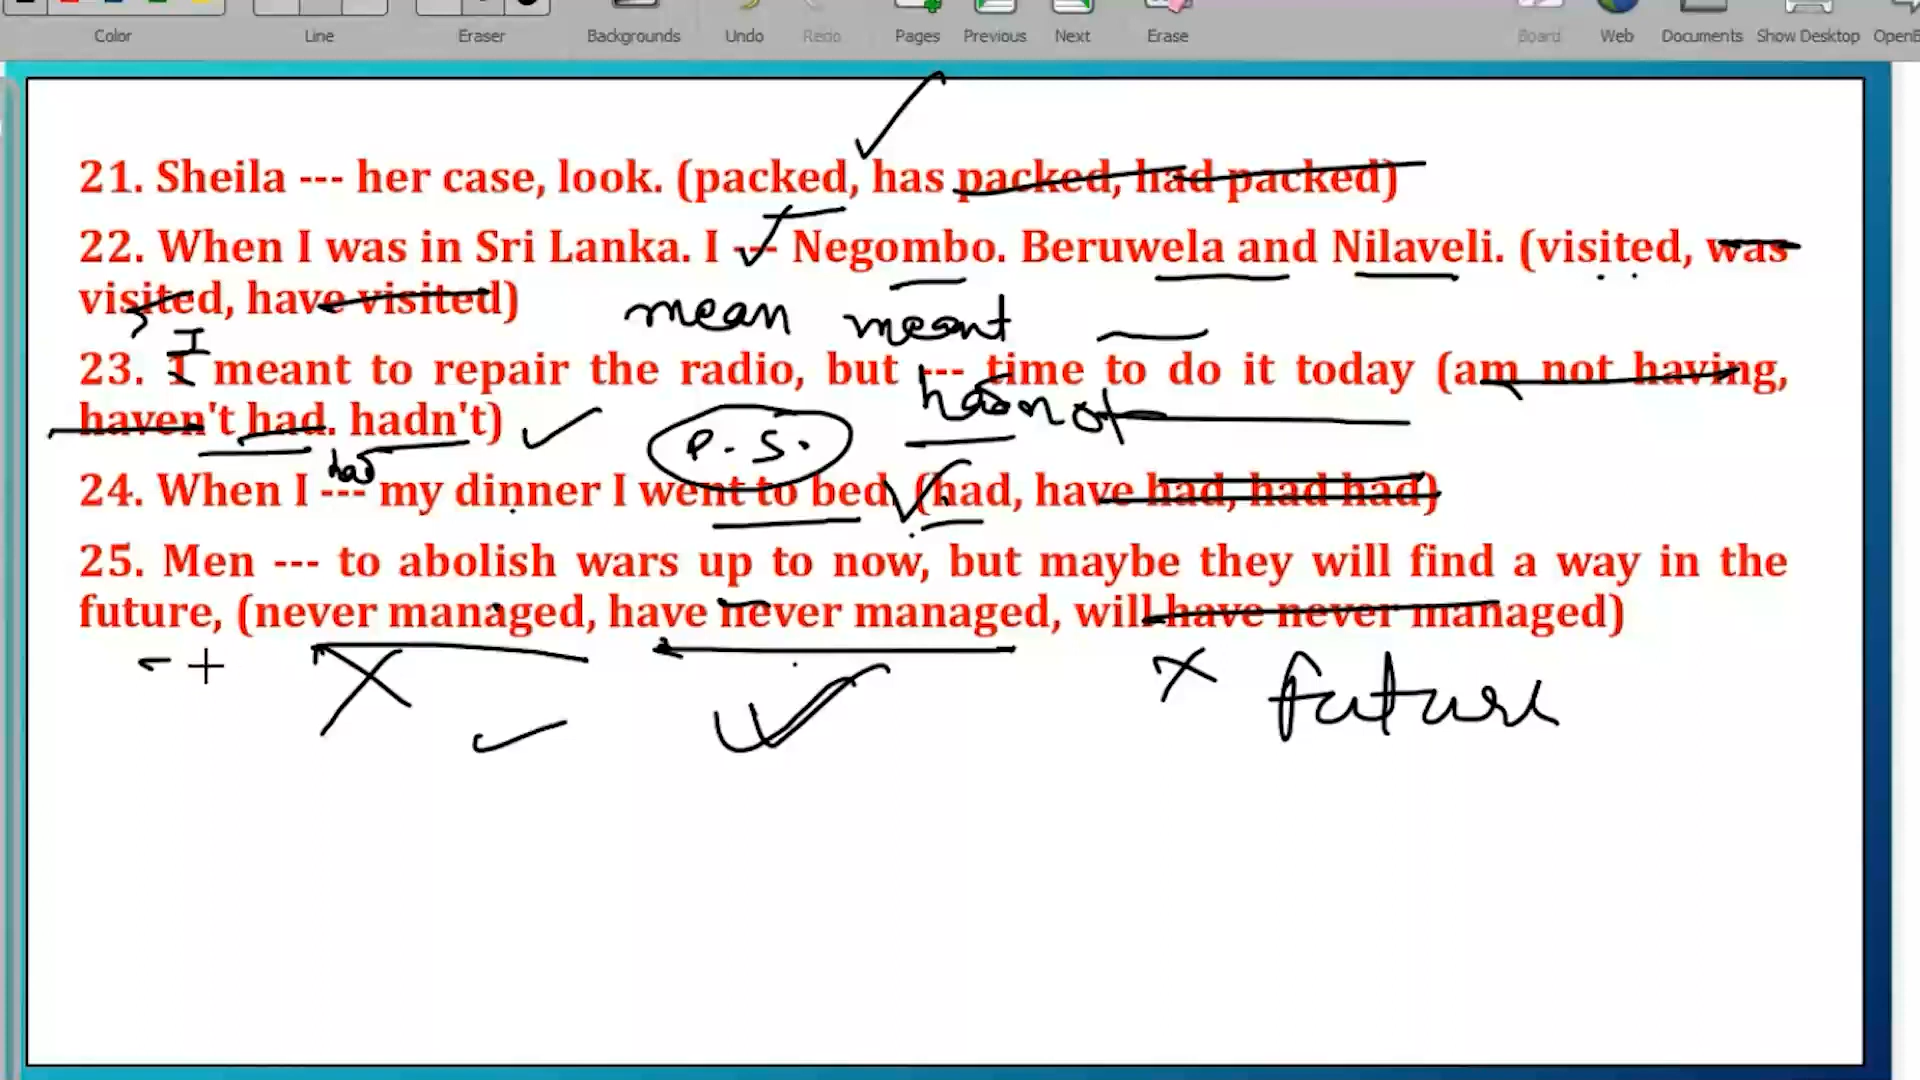 Color Line Eraser Backgrounds Undo Redo Pages Previous Next Erase Board Web Documents Show Desktop OpenB
21. Sheila --- her case, look. (packed, has packed, had packed)
22. When I was in Sri Lanka. I --- Negombo. Beruwela and Nilaveli. (visited, was
visited, have visited)
mean meant
I
23. I meant to repair the radio, but --- time to do it today (am not having,
had not
haven't had. hadn't)
P. S.
had
24. When I --- my dinner I went to bed. (had, have had, had had)
25. Men --- to abolish wars up to now, but maybe they will find a way in the
future, (never managed, have never managed, will have never managed)
future